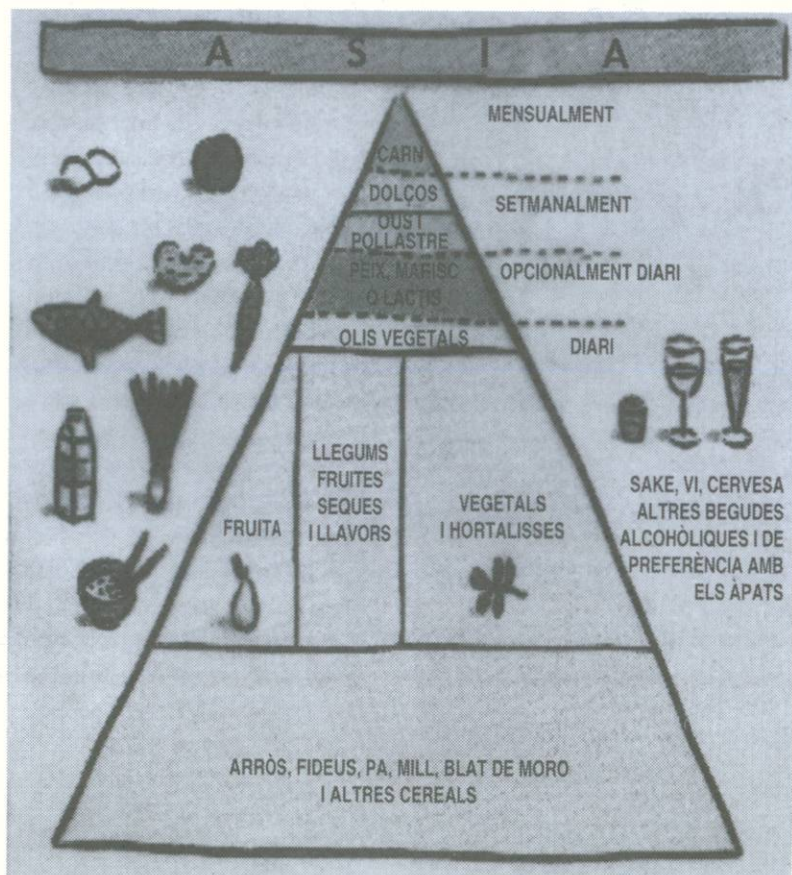 ASIA
MENSUALMENT
CARN
DOLÇOS
SETMANALMENT
OUS I
POLLASTRE
OPCIONALMENT DIARI
PEIX, MARISC
O LACTIS
OLIS VEGETALS
DIARI
LLEGUMS
FRUITES
SEQUES
I LLAVORS
FRUITA
VEGETALS
I HORTALISSES
SAKE, VI, CERVESA
ALTRES BEGUDES
ALCOHÒLIQUES I DE
PREFERÈNCIA AMB
ELS ÀPATS
ARRÒS, FIDEUS, PA, MILL, BLAT DE MORO
I ALTRES CEREALS